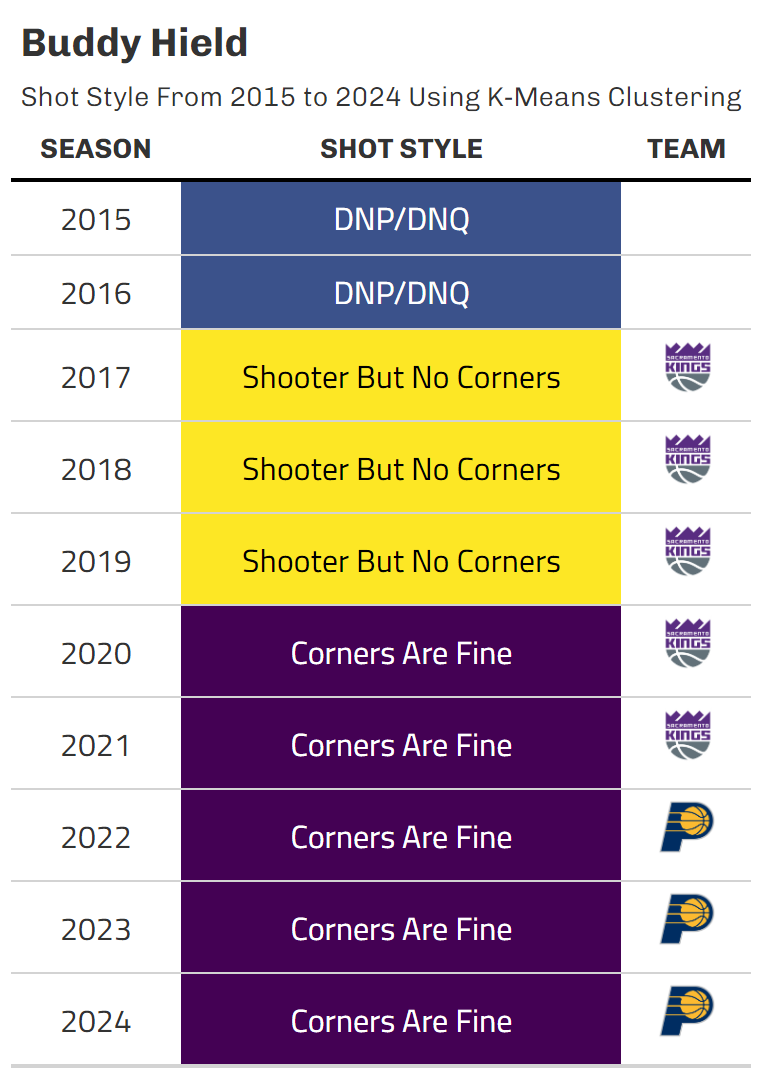 Buddy Hield
Shot Style From 2015 to 2024 Using K-Means Clustering
SEASON SHOT STYLE TEAM
2015 DNP/DNQ
2016 DNP/DNQ
2017 Shooter But No Corners SACRAMENTO KINGS
2018 Shooter But No Corners SACRAMENTO KINGS
2019 Shooter But No Corners SACRAMENTO KINGS
2020 Corners Are Fine SACRAMENTO KINGS
2021 Corners Are Fine SACRAMENTO KINGS
2022 Corners Are Fine P
2023 Corners Are Fine P
2024 Corners Are Fine P